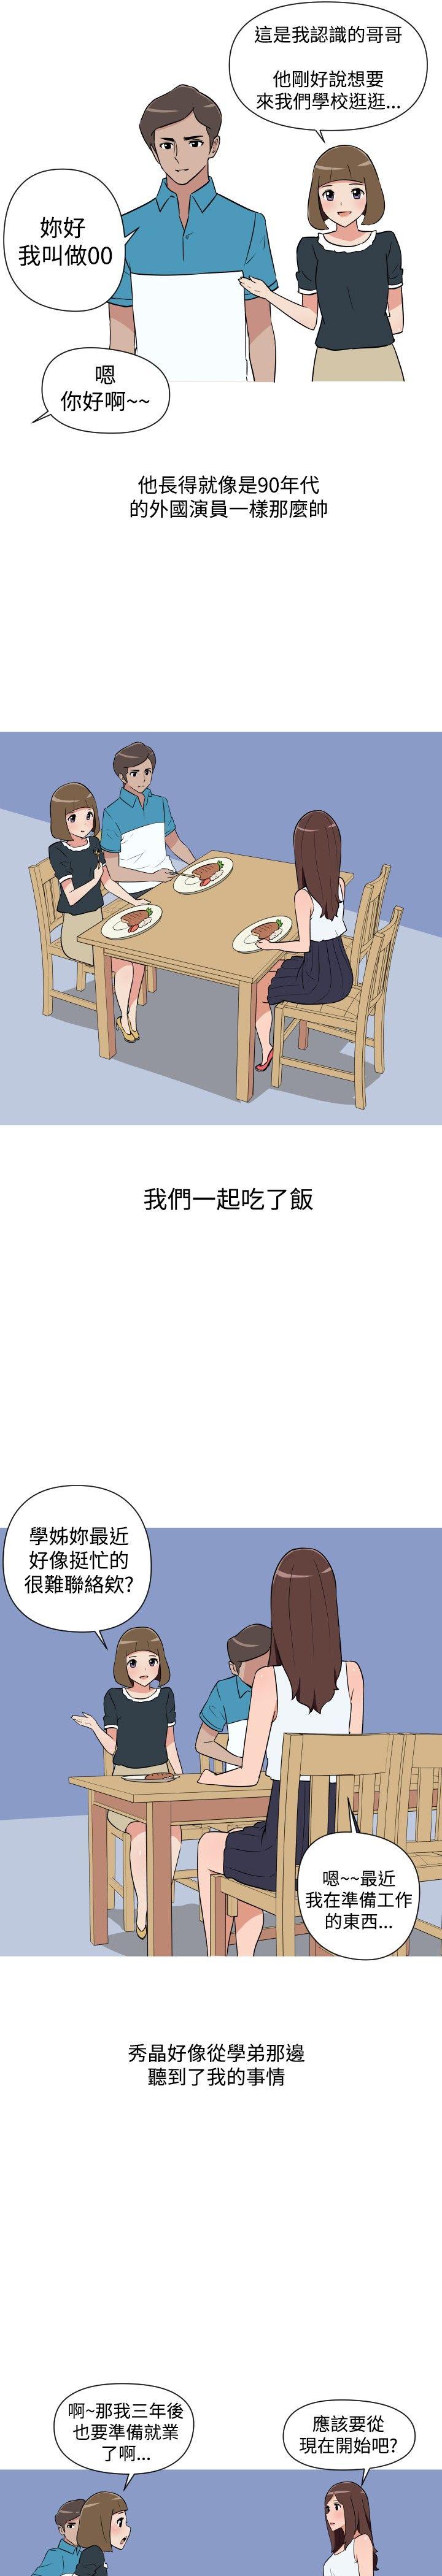 這是我認識的哥哥
他剛好說想要
來我們學校逛逛...
妳好
我叫做00
嗯
你好啊~~
他長得就像是90年代
的外國演員一樣那麼帥
我們一起吃了飯
學姊妳最近
好像挺忙的
很難聯絡欸?
嗯~~最近
我在準備工作
的東西...
秀晶好像從學弟那邊
聽到了我的事情
啊~那我三年後
也要準備就業
了啊...
應該要從
現在開始吧?